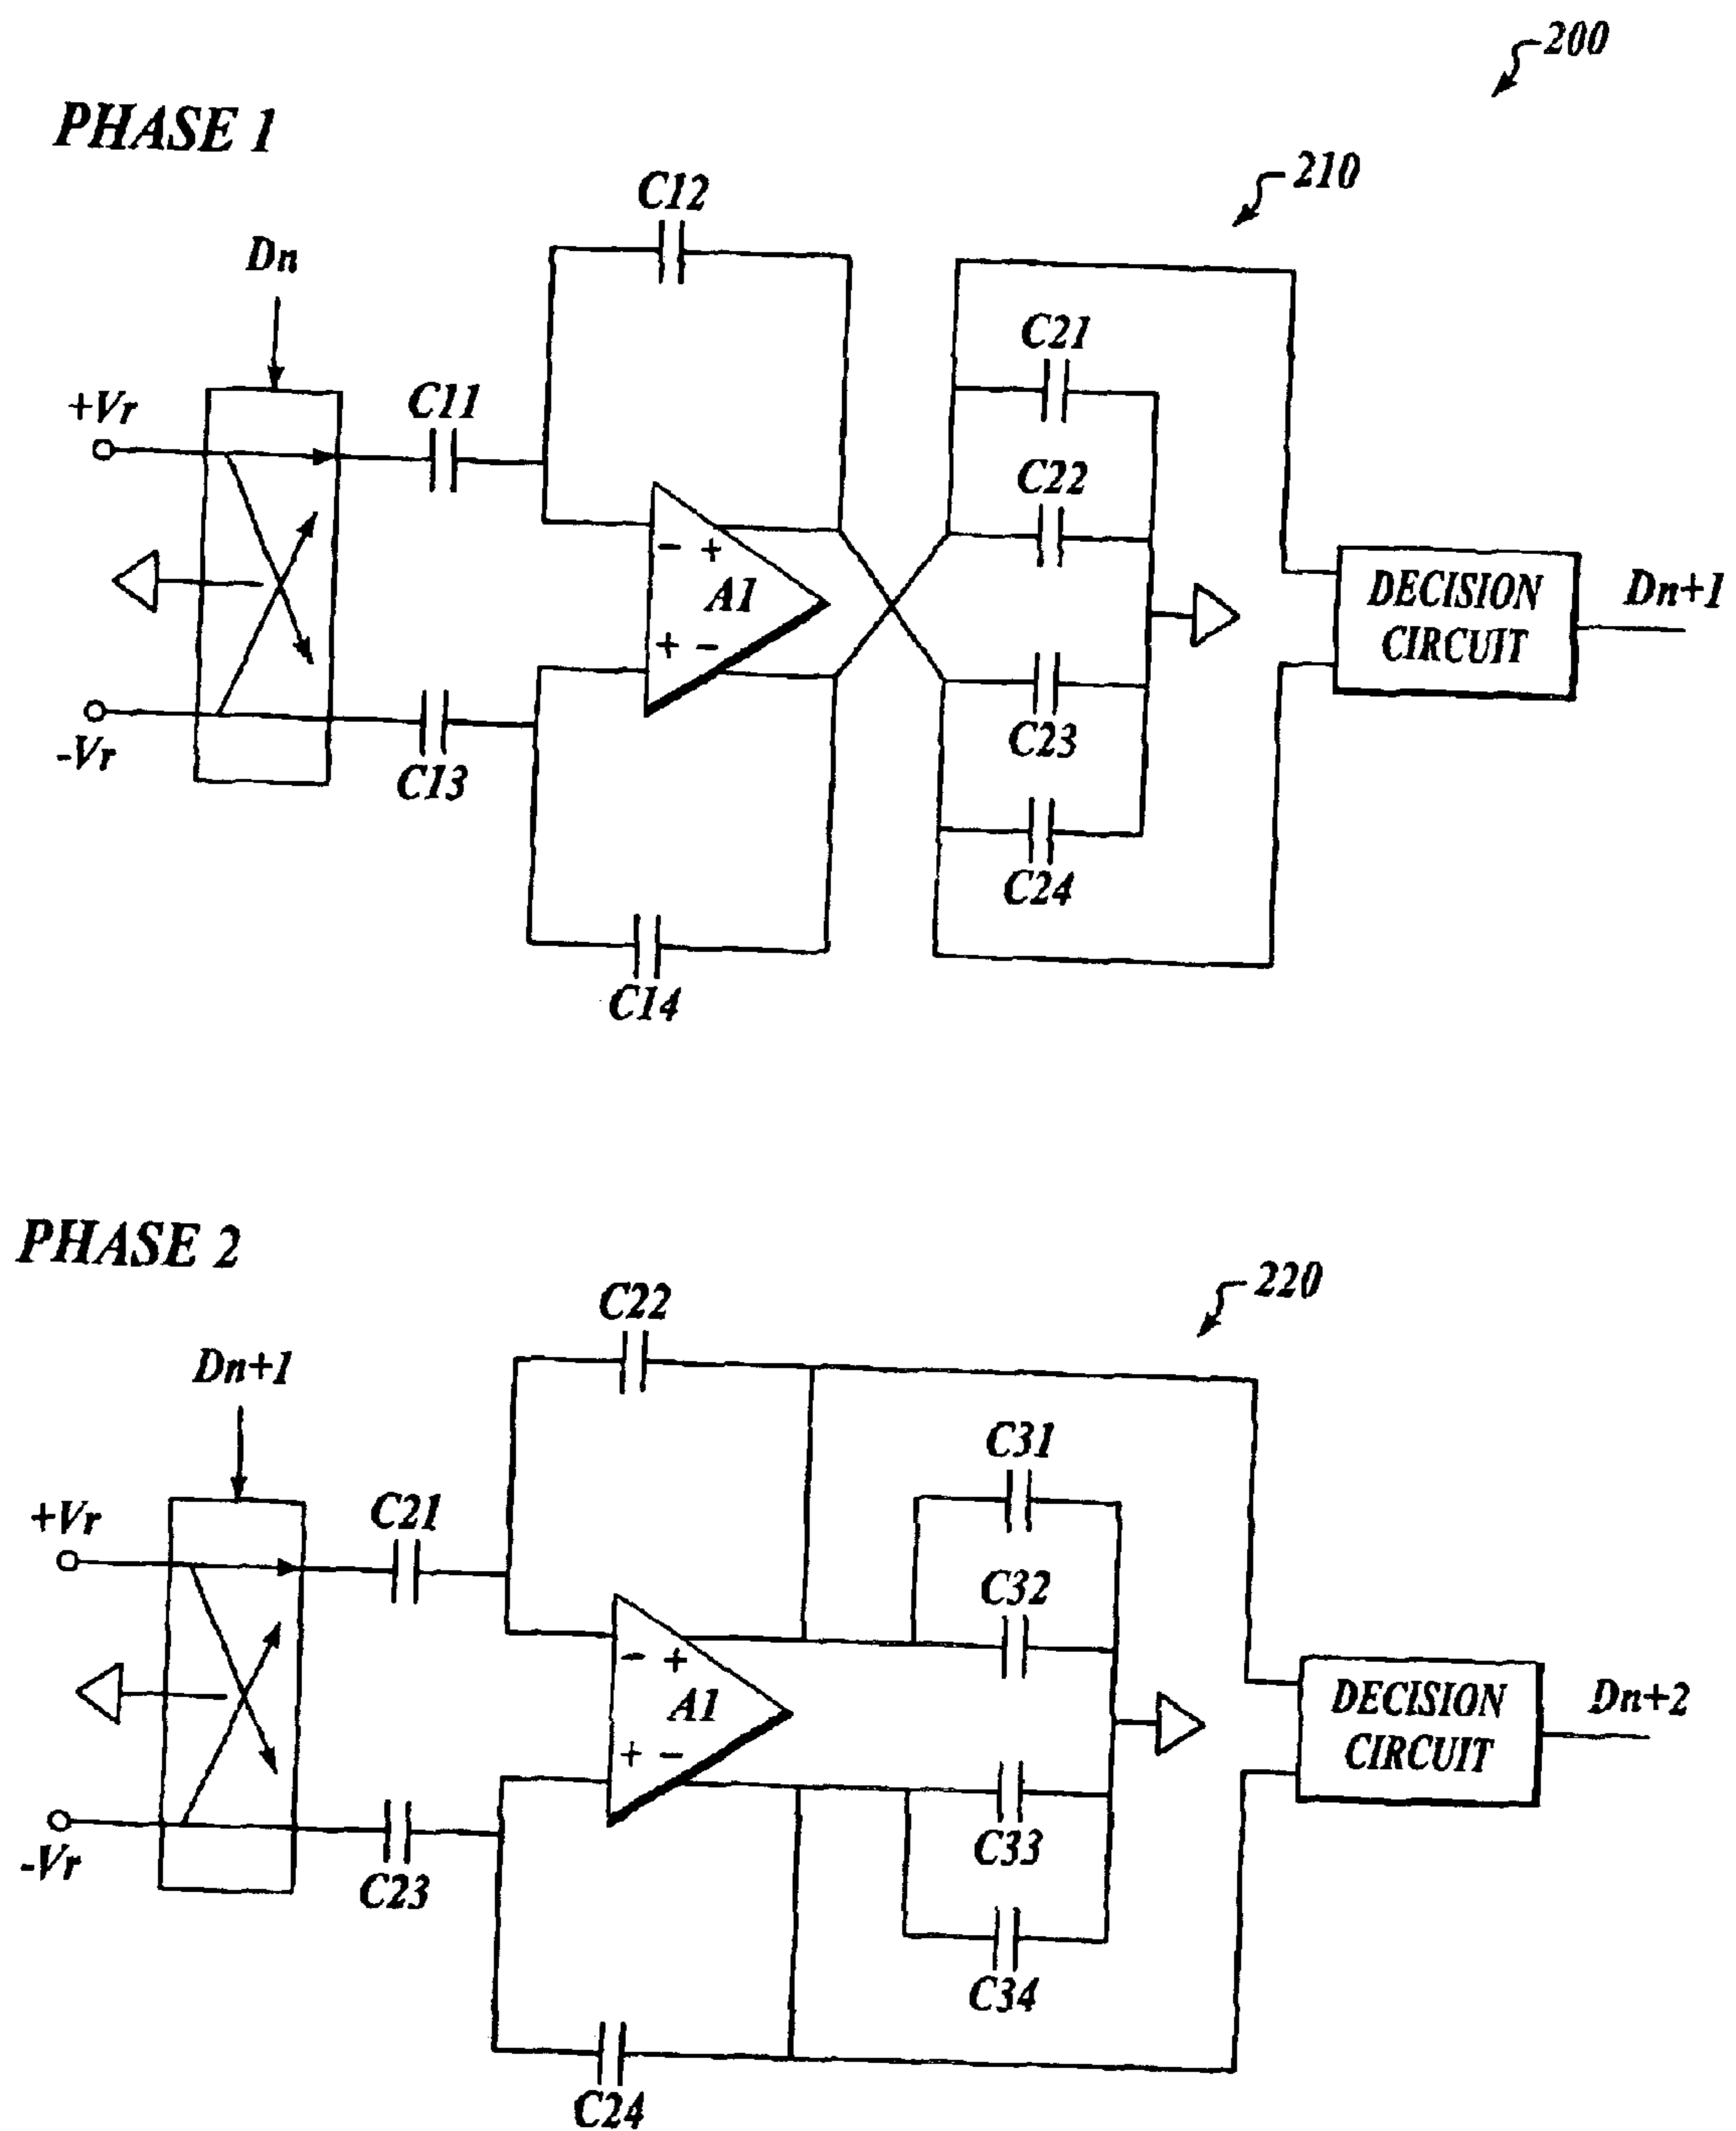 200
PHASE 1
210
C12
Dn
C21
+Vr
C11
C22
- +
A1
+ -
DECISION
CIRCUIT
Dn+1
-Vr
C13
C23
C24
C14
PHASE 2
220
C22
Dn+1
C31
+Vr
C21
C32
- +
A1
+ -
DECISION
CIRCUIT
Dn+2
-Vr
C23
C33
C34
C24